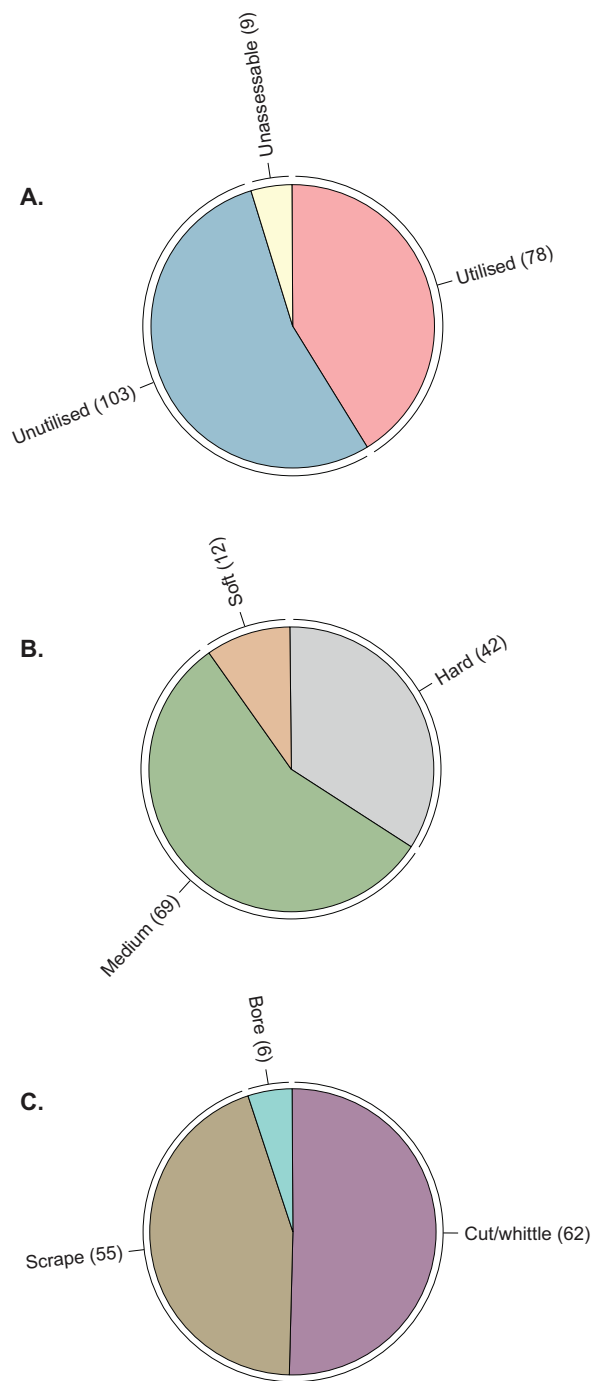 A.
Unassessable (9)
Utilised (78)
Unutilised (103)
B.
Soft (12)
Hard (42)
Medium (69)
C.
Bore (6)
Cut/whittle (62)
Scrape (55)